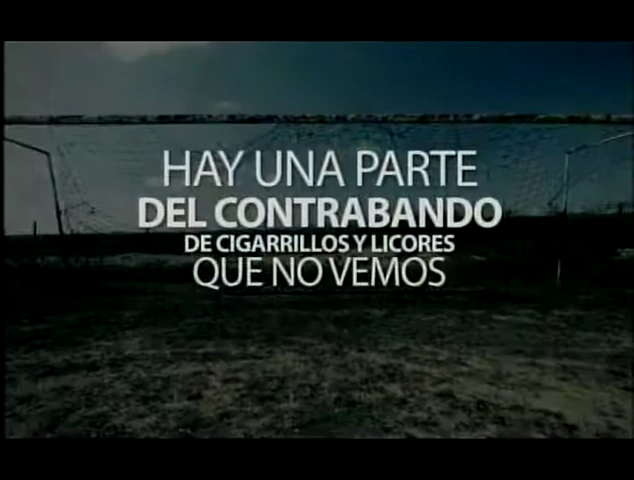 HAY UNA PARTE
DEL CONTRABANDO
DE CIGARRILLOS Y LICORES
QUE NO VEMOS